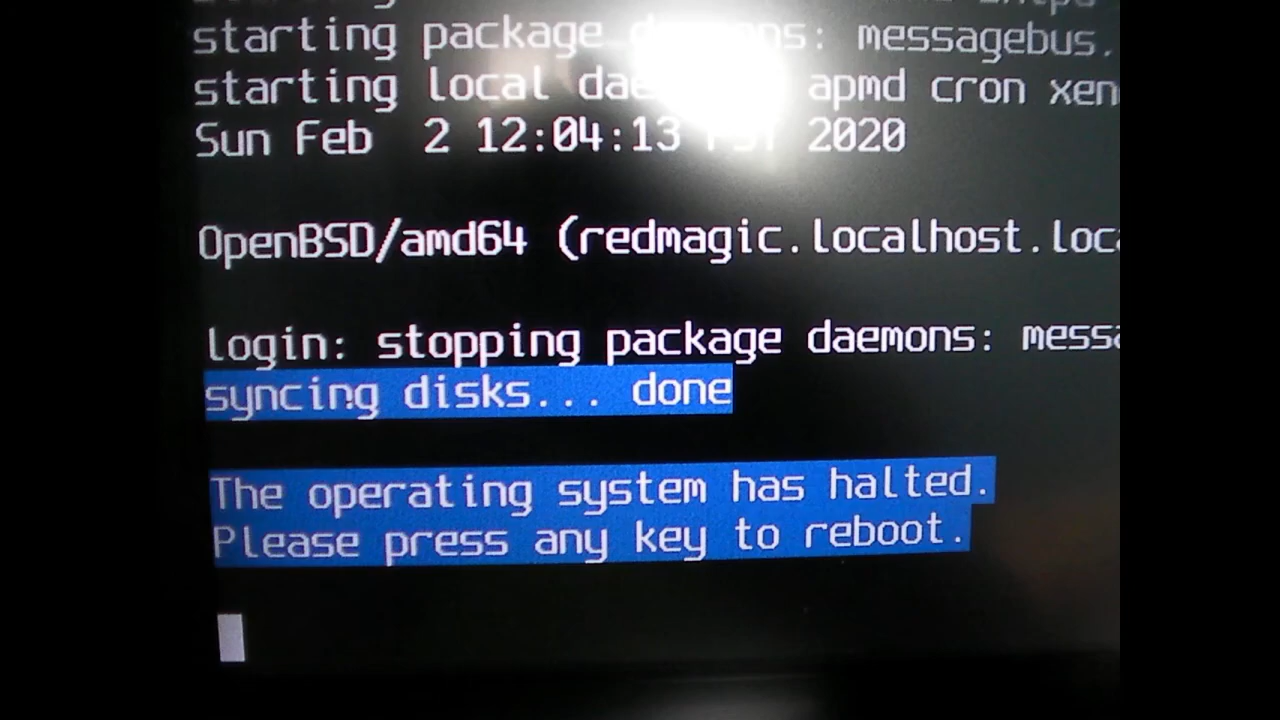 starting package messagebus.
starting local apmd cron xen
Sun Feb 2 12:04:13 2020
OpenBSD/amd64 (redmagic.localhost.loc
login: stopping package daemons: messa
syncing disks... done
The operating system has halted.
Please press any key to reboot.